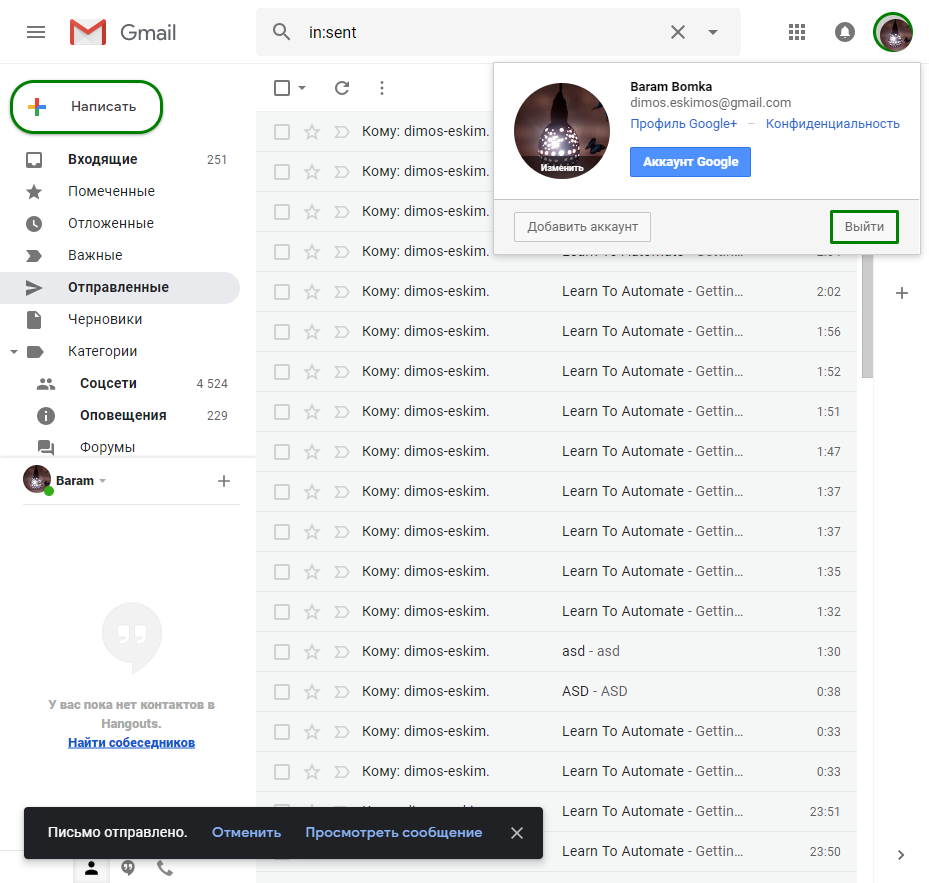 Gmail
in:sent
Написать
Входящие 251
Помеченные
Отложенные
Важные
Отправленные
Черновики
Категории
Соцсети 4 524
Оповещения 229
Форумы
Baram
У вас пока нет контактов в
Hangouts.
Найти собеседников
Baram Bomka
dimos.eskimos@gmail.com
Профиль Google+ – Конфиденциальность
Изменить
Аккаунт Google
Добавить аккаунт Выйти
Кому: dimos-eskim.
Кому: dimos-eskim.
Кому: dimos-eskim.
Кому: dimos-eskim. Learn To Automate - Gettin...
Кому: dimos-eskim. Learn To Automate - Gettin... 2:02
Кому: dimos-eskim. Learn To Automate - Gettin... 1:56
Кому: dimos-eskim. Learn To Automate - Gettin... 1:52
Кому: dimos-eskim. Learn To Automate - Gettin... 1:51
Кому: dimos-eskim. Learn To Automate - Gettin... 1:47
Кому: dimos-eskim. Learn To Automate - Gettin... 1:37
Кому: dimos-eskim. Learn To Automate - Gettin... 1:37
Кому: dimos-eskim. Learn To Automate - Gettin... 1:35
Кому: dimos-eskim. Learn To Automate - Gettin... 1:32
Кому: dimos-eskim. asd - asd 1:30
Кому: dimos-eskim. ASD - ASD 0:38
Кому: dimos-eskim. Learn To Automate - Gettin... 0:33
Кому: dimos-eskim. Learn To Automate - Gettin... 0:33
Learn To Automate - Gettin... 23:51
Learn To Automate - Gettin... 23:50
Письмо отправлено. Отменить Просмотреть сообщение